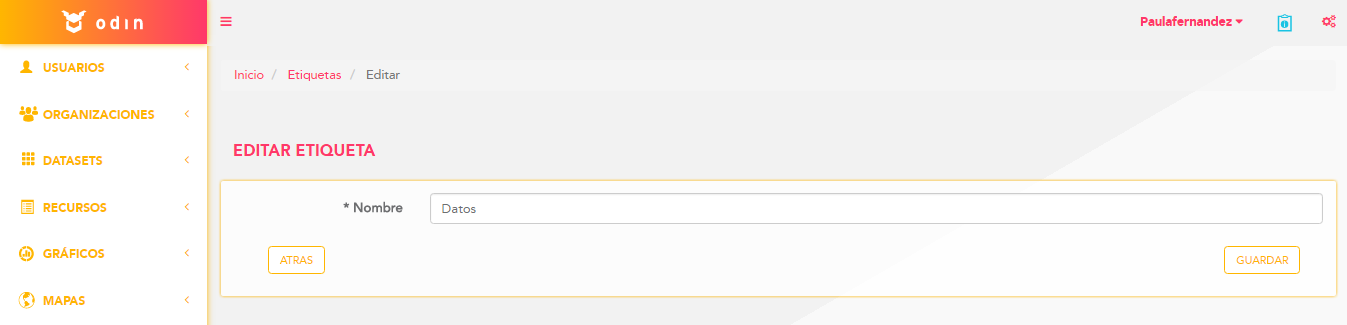 odin
Paulafernandez
USUARIOS
ORGANIZACIONES
DATASETS
RECURSOS
GRÁFICOS
MAPAS
Inicio / Etiquetas / Editar
EDITAR ETIQUETA
* Nombre Datos
ATRAS GUARDAR